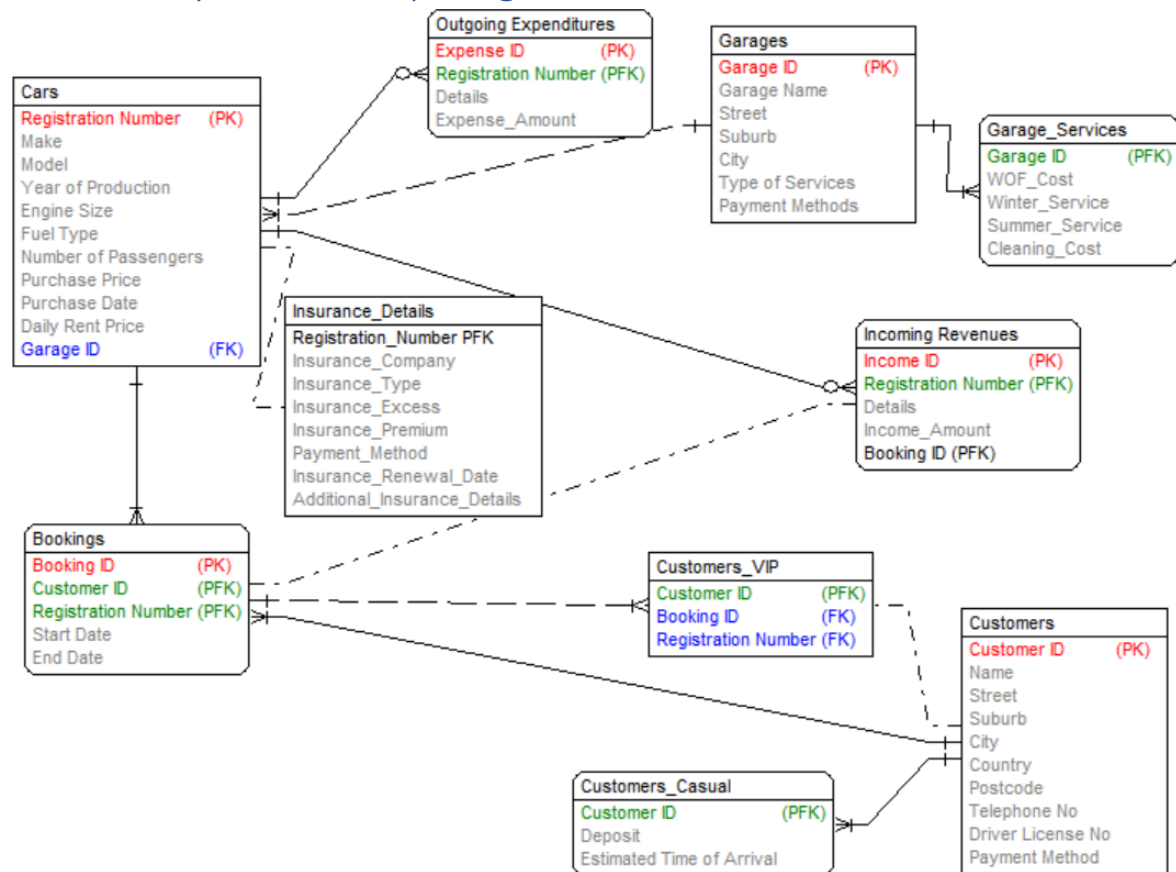 Outgoing Expenditures
Expense ID (PK)
Registration Number (PFK)
Details
Expense_Amount
Garages
Garage ID (PK)
Garage Name
Street
Suburb
City
Type of Services
Payment Methods
Cars
Registration Number (PK)
Make
Model
Year of Production
Engine Size
Fuel Type
Number of Passengers
Purchase Price
Purchase Date
Daily Rent Price
Garage ID (FK)
Garage_Services
Garage ID (PFK)
WOF_Cost
Winter_Service
Summer_Service
Cleaning_Cost
Insurance_Details
Registration_Number PFK
Insurance_Company
Insurance_Type
Insurance_Excess
Insurance_Premium
Payment_Method
Insurance_Renewal_Date
Additional_Insurance_Details
Incoming Revenues
Income ID (PK)
Registration Number (PFK)
Details
Income_Amount
Booking ID (PFK)
Bookings
Booking ID (PK)
Customer ID (PFK)
Registration Number (PFK)
Start Date
End Date
Customers_VIP
Customer ID (PFK)
Booking ID (FK)
Registration Number (FK)
Customers
Customer ID (PK)
Name
Street
Suburb
City
Country
Postcode
Telephone No
Driver License No
Payment Method
Customers_Casual
Customer ID (PFK)
Deposit
Estimated Time of Arrival